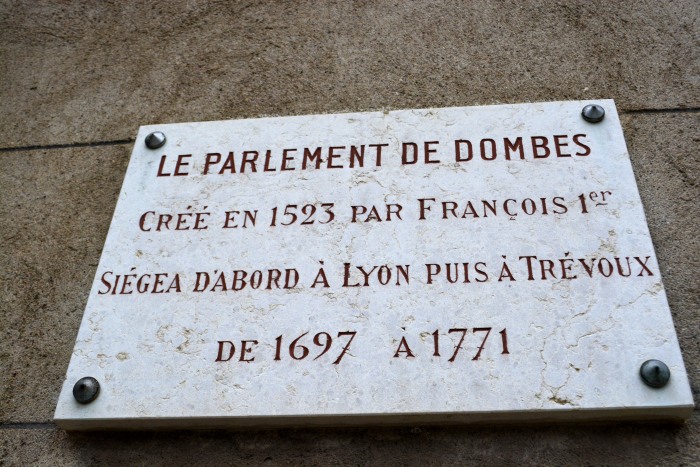 LE PARLEMENT DE DOMBES
CRÉÉ EN 1523 PAR FRANÇOIS 1er
SIÉGEA D'ABORD À LYON PUIS À TRÉVOUX
DE 1697 À 1771